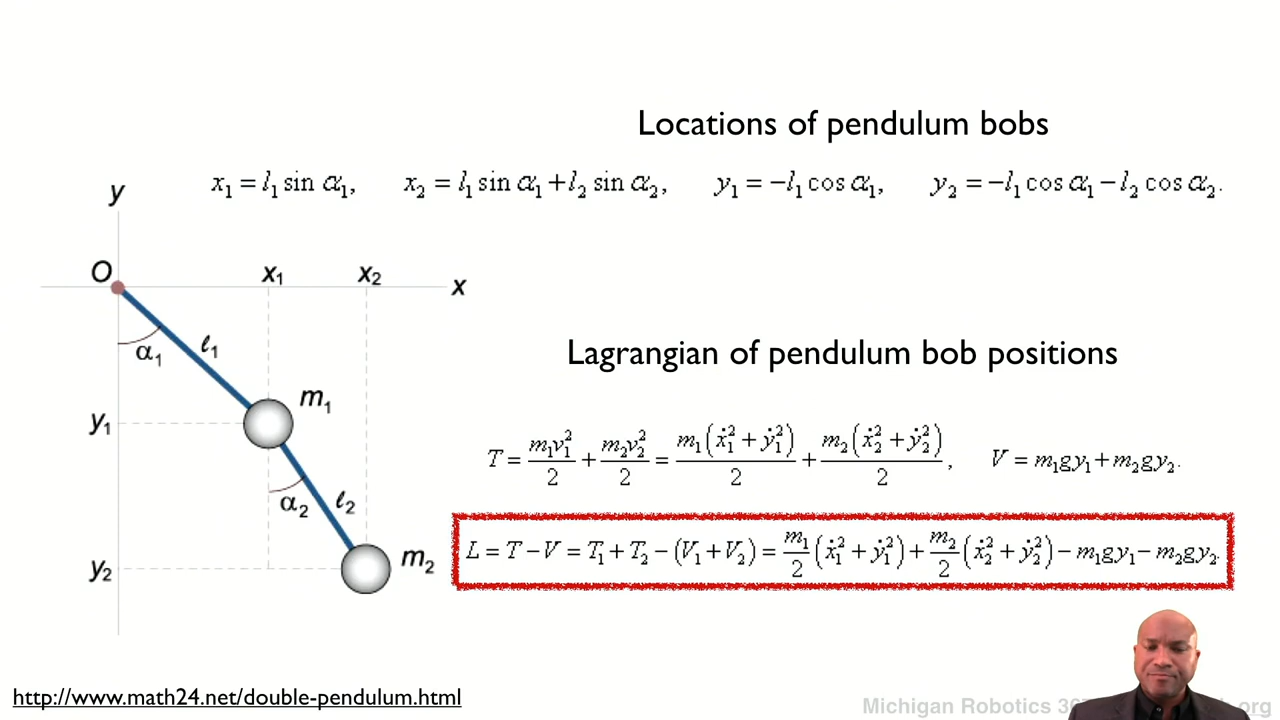 Locations of pendulum bobs
x₁ = l₁ sin α₁, x₂ = l₁ sin α₁ + l₂ sin α₂, y₁ = −l₁ cos α₁, y₂ = −l₁ cos α₁ − l₂ cos α₂.
y
O x₁ x₂ x
α₁ ℓ₁
Lagrangian of pendulum bob positions
m₁
y₁
T = m₁v₁²/2 + m₂v₂²/2 = m₁(ẋ₁² + ẏ₁²)/2 + m₂(ẋ₂² + ẏ₂²)/2, V = m₁gy₁ + m₂gy₂.
α₂ ℓ₂
L = T − V = T₁ + T₂ − (V₁ + V₂) = m₁/2 (ẋ₁² + ẏ₁²) + m₂/2 (ẋ₂² + ẏ₂²) − m₁gy₁ − m₂gy₂.
y₂ m₂
http://www.math24.net/double-pendulum.html
Michigan Robotics org